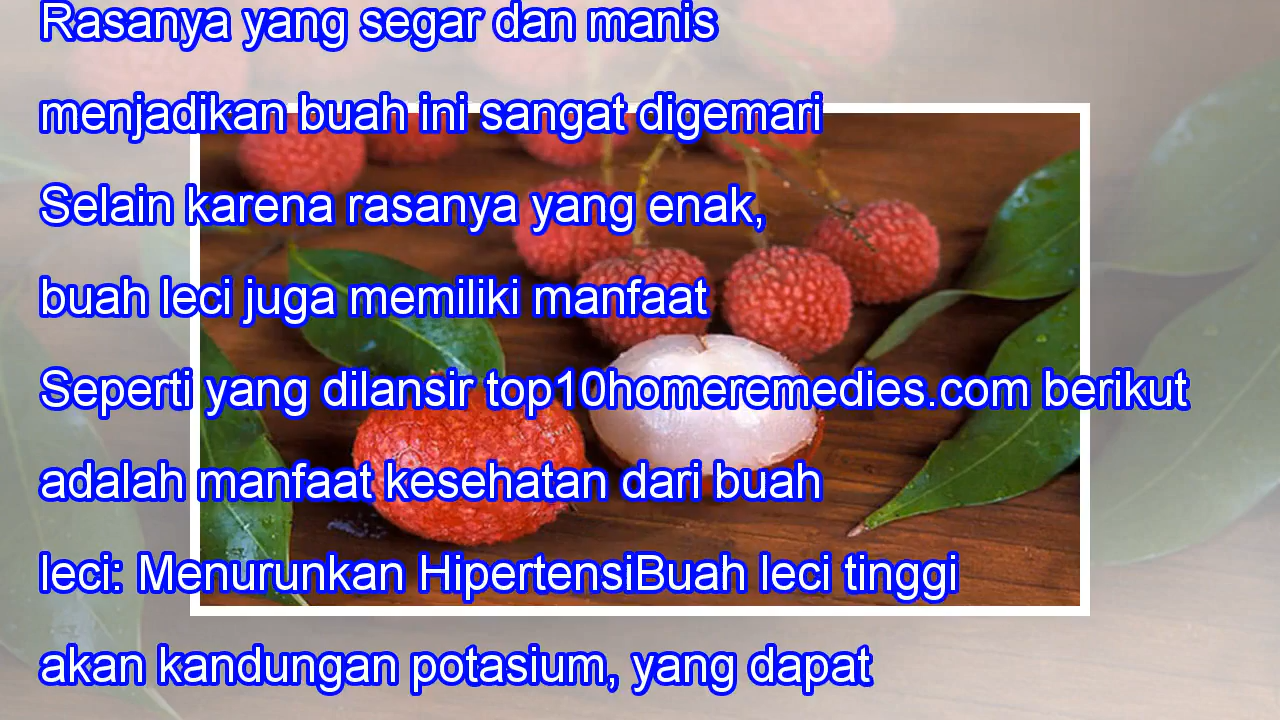 Rasanya yang segar dan manis
menjadikan buah ini sangat digemari
Selain karena rasanya yang enak,
buah leci juga memiliki manfaat
Seperti yang dilansir top10homeremedies.com berikut
adalah manfaat kesehatan dari buah
leci: Menurunkan HipertensiBuah leci tinggi
akan kandungan potasium, yang dapat